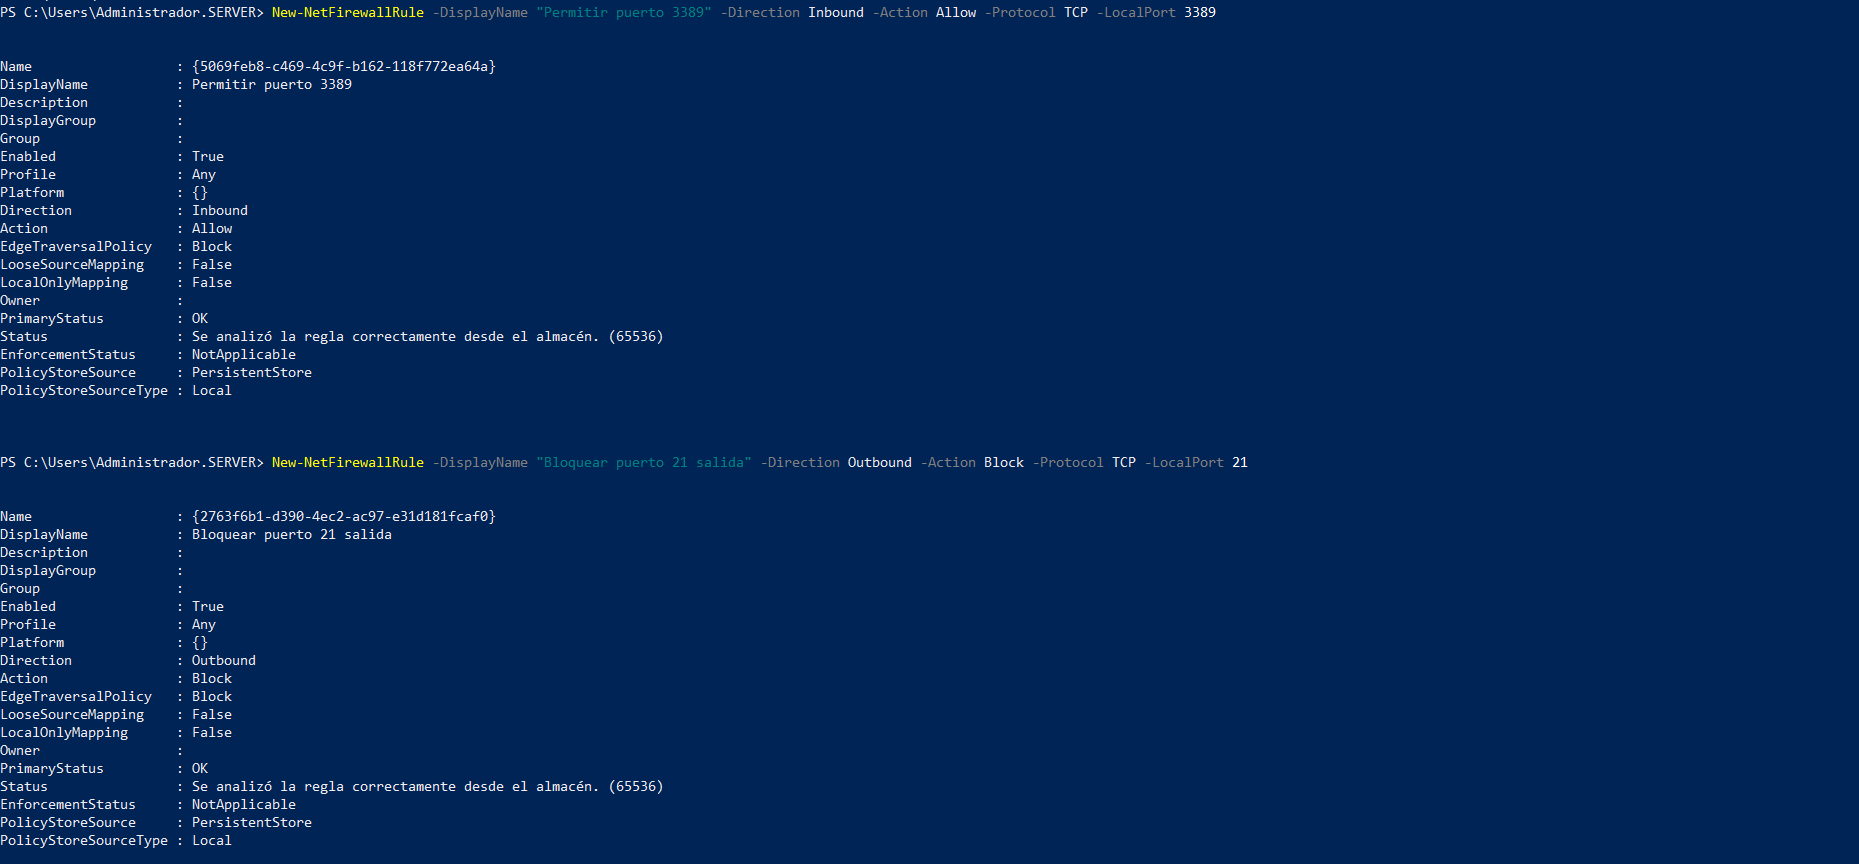 PS C:\Users\Administrador.SERVER> New-NetFirewallRule -DisplayName "Permitir puerto 3389" -Direction Inbound -Action Allow -Protocol TCP -LocalPort 3389
Name                  : {5069feb8-c469-4c9f-b162-118f772ea64a}
DisplayName           : Permitir puerto 3389
Description           :
DisplayGroup          :
Group                 :
Enabled               : True
Profile               : Any
Platform              : {}
Direction             : Inbound
Action                : Allow
EdgeTraversalPolicy   : Block
LooseSourceMapping    : False
LocalOnlyMapping      : False
Owner                 :
PrimaryStatus         : OK
Status                : Se analizó la regla correctamente desde el almacén. (65536)
EnforcementStatus     : NotApplicable
PolicyStoreSource     : PersistentStore
PolicyStoreSourceType : Local
PS C:\Users\Administrador.SERVER> New-NetFirewallRule -DisplayName "Bloquear puerto 21 salida" -Direction Outbound -Action Block -Protocol TCP -LocalPort 21
Name                  : {2763f6b1-d390-4ec2-ac97-e31d181fcaf0}
DisplayName           : Bloquear puerto 21 salida
Description           :
DisplayGroup          :
Group                 :
Enabled               : True
Profile               : Any
Platform              : {}
Direction             : Outbound
Action                : Block
EdgeTraversalPolicy   : Block
LooseSourceMapping    : False
LocalOnlyMapping      : False
Owner                 :
PrimaryStatus         : OK
Status                : Se analizó la regla correctamente desde el almacén. (65536)
EnforcementStatus     : NotApplicable
PolicyStoreSource     : PersistentStore
PolicyStoreSourceType : Local